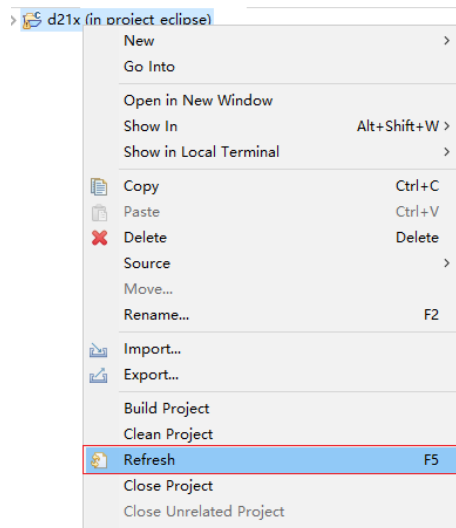 d21x (in project eclipse)
New
Go Into
Open in New Window
Show In Alt+Shift+W
Show in Local Terminal
Copy Ctrl+C
Paste Ctrl+V
Delete Delete
Source
Move...
Rename... F2
Import...
Export...
Build Project
Clean Project
Refresh F5
Close Project
Close Unrelated Project